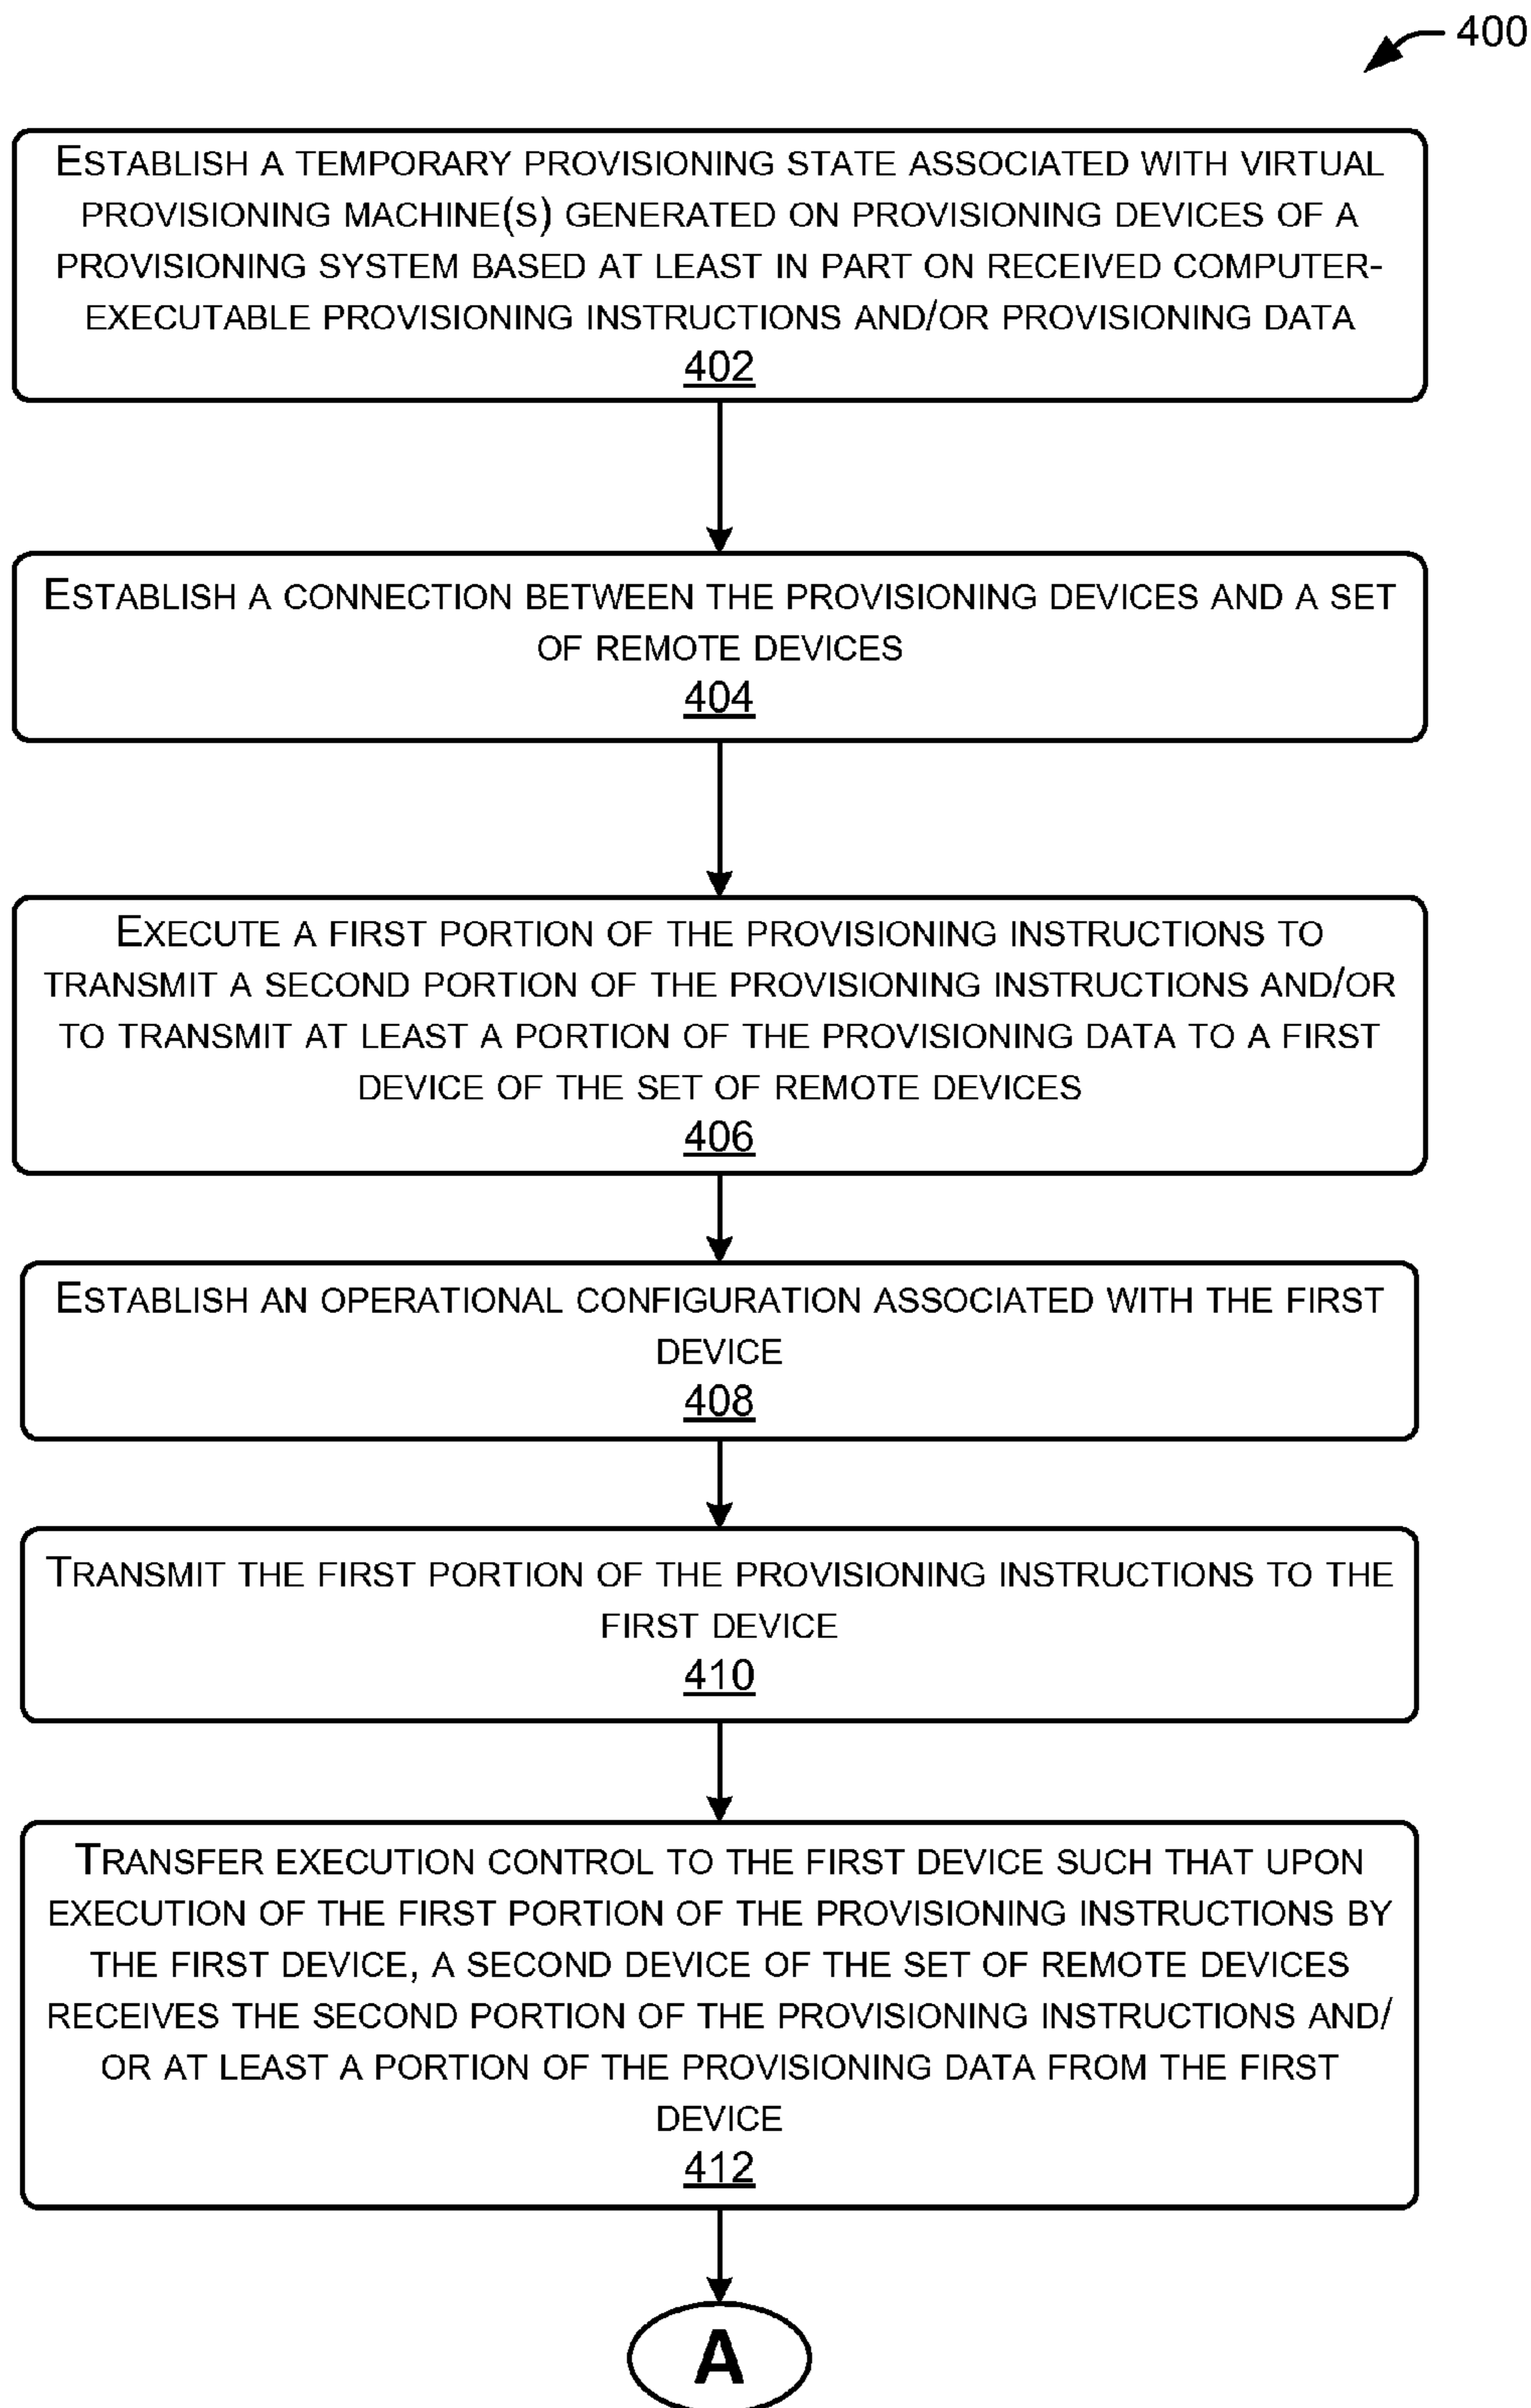 400
ESTABLISH A TEMPORARY PROVISIONING STATE ASSOCIATED WITH VIRTUAL
PROVISIONING MACHINE(S) GENERATED ON PROVISIONING DEVICES OF A
PROVISIONING SYSTEM BASED AT LEAST IN PART ON RECEIVED COMPUTER-
EXECUTABLE PROVISIONING INSTRUCTIONS AND/OR PROVISIONING DATA
402
ESTABLISH A CONNECTION BETWEEN THE PROVISIONING DEVICES AND A SET
OF REMOTE DEVICES
404
EXECUTE A FIRST PORTION OF THE PROVISIONING INSTRUCTIONS TO
TRANSMIT A SECOND PORTION OF THE PROVISIONING INSTRUCTIONS AND/OR
TO TRANSMIT AT LEAST A PORTION OF THE PROVISIONING DATA TO A FIRST
DEVICE OF THE SET OF REMOTE DEVICES
406
ESTABLISH AN OPERATIONAL CONFIGURATION ASSOCIATED WITH THE FIRST
DEVICE
408
TRANSMIT THE FIRST PORTION OF THE PROVISIONING INSTRUCTIONS TO THE
FIRST DEVICE
410
TRANSFER EXECUTION CONTROL TO THE FIRST DEVICE SUCH THAT UPON
EXECUTION OF THE FIRST PORTION OF THE PROVISIONING INSTRUCTIONS BY
THE FIRST DEVICE, A SECOND DEVICE OF THE SET OF REMOTE DEVICES
RECEIVES THE SECOND PORTION OF THE PROVISIONING INSTRUCTIONS AND/
OR AT LEAST A PORTION OF THE PROVISIONING DATA FROM THE FIRST
DEVICE
412
A